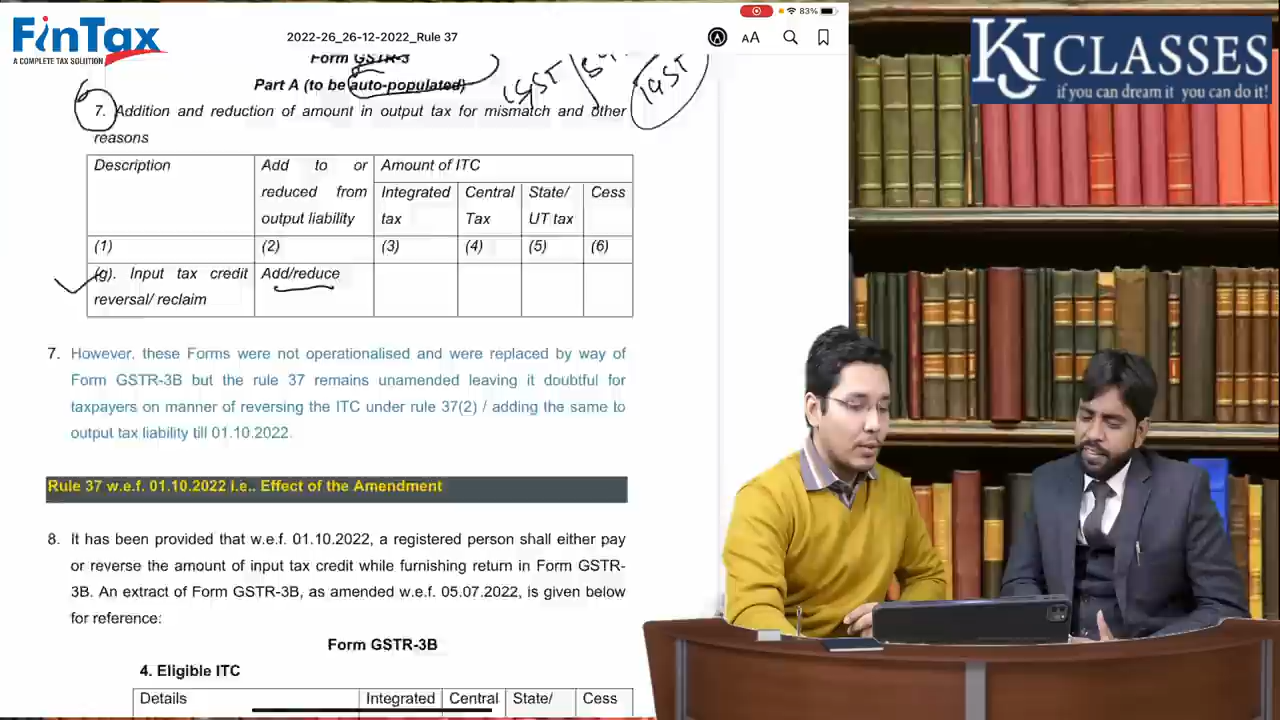 FinTax
A COMPLETE TAX SOLUTION
2022-26_26-12-2022_Rule 37
AA
83%
KJ CLASSES
if you can dream it you can do it!
Form GSTR-3
Part A (to be auto-populated)
IGST
IGST
6
7. Addition and reduction of amount in output tax for mismatch and other
reasons
Description
Add to or
reduced from
output liability
Amount of ITC
Integrated
tax
Central
Tax
State/
UT tax
Cess
(1)
(2)
(3)
(4)
(5)
(6)
(g). Input tax credit
reversal/ reclaim
Add/reduce
7. However, these Forms were not operationalised and were replaced by way of
Form GSTR-3B but the rule 37 remains unamended leaving it doubtful for
taxpayers on manner of reversing the ITC under rule 37(2) / adding the same to
output tax liability till 01.10.2022.
Rule 37 w.e.f. 01.10.2022 i.e.. Effect of the Amendment
8. It has been provided that w.e.f. 01.10.2022, a registered person shall either pay
or reverse the amount of input tax credit while furnishing return in Form GSTR-
3B. An extract of Form GSTR-3B, as amended w.e.f. 05.07.2022, is given below
for reference:
Form GSTR-3B
4. Eligible ITC
Details
Integrated
Central
State/
Cess